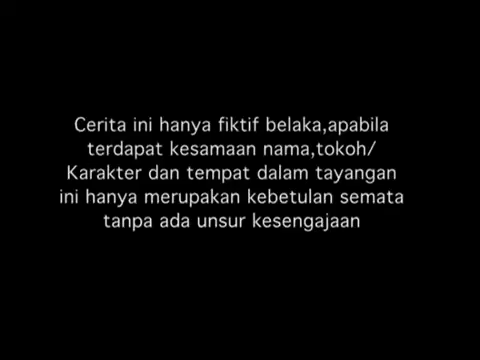 Cerita ini hanya fiktif belaka,apabila
terdapat kesamaan nama,tokoh/
Karakter dan tempat dalam tayangan
ini hanya merupakan kebetulan semata
tanpa ada unsur kesengajaan